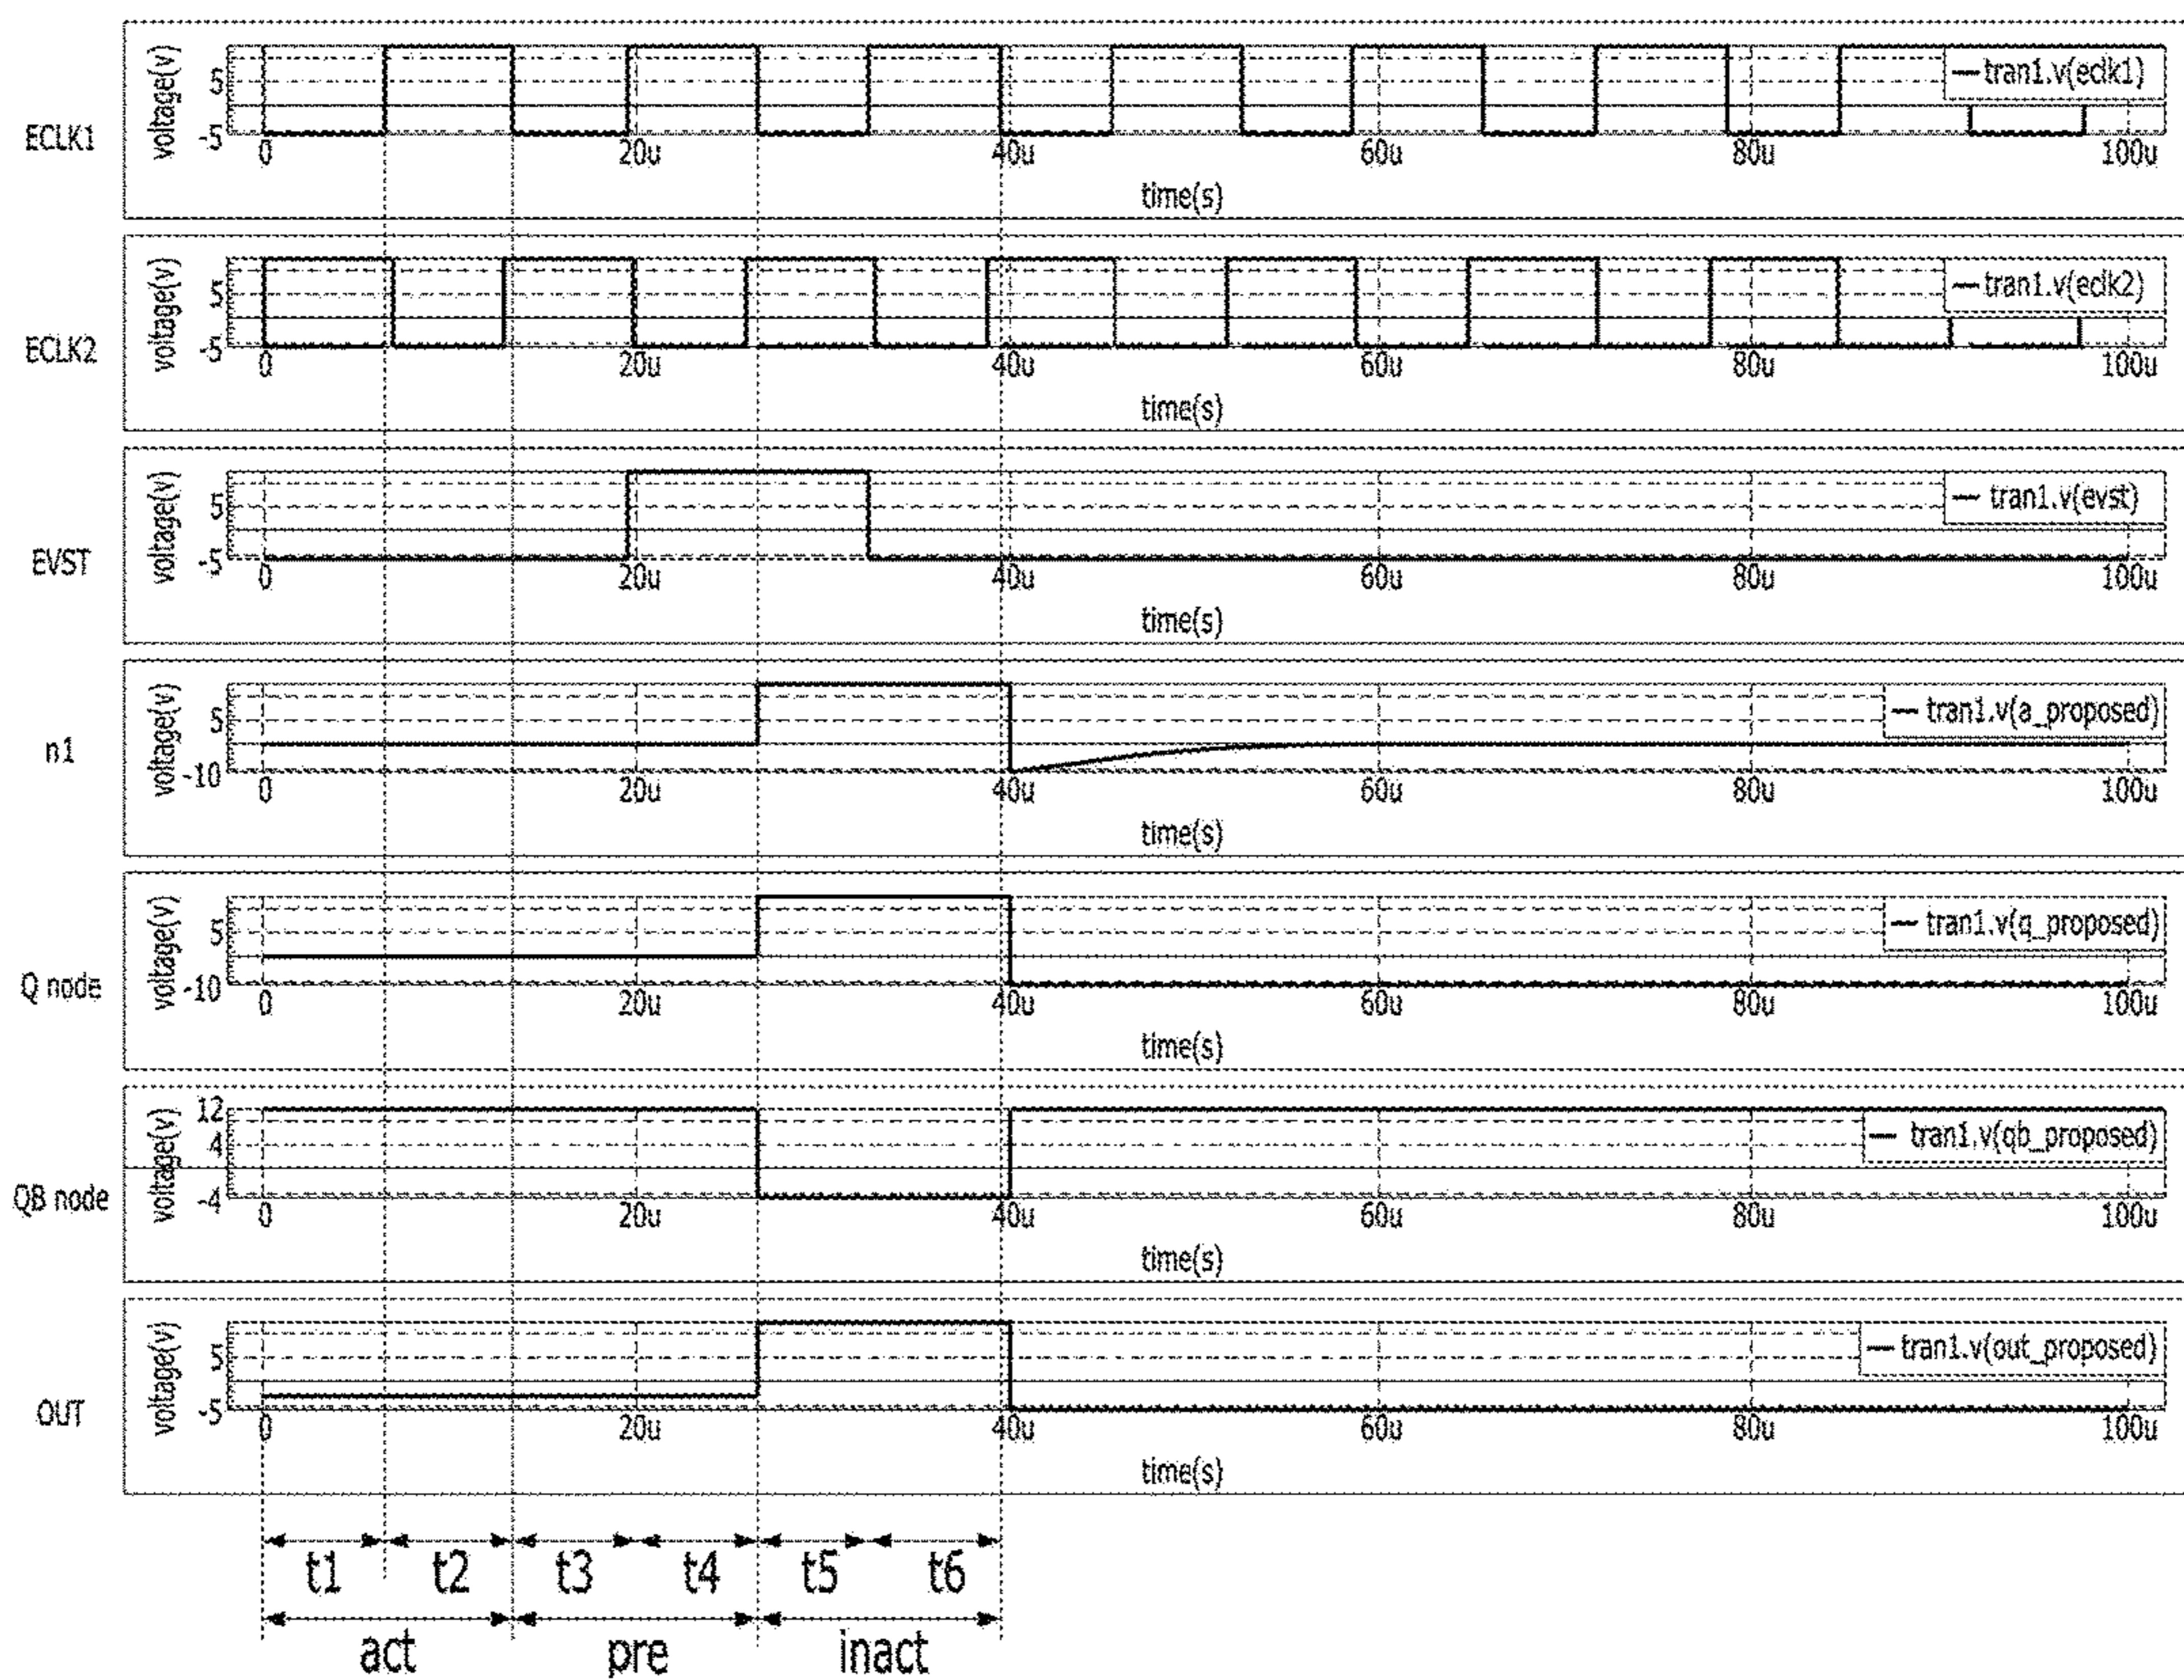 ECLK1
voltage(v)
5
-5
tran1.v(eclk1)
0 20u 40u 60u 80u 100u
time(s)
ECLK2
voltage(v)
5
-5
tran1.v(eclk2)
0 20u 40u 60u 80u 100u
time(s)
EVST
voltage(v)
5
-5
tran1.v(evst)
0 20u 40u 60u 80u 100u
time(s)
n1
voltage(v)
5
-10
tran1.v(a_proposed)
0 20u 40u 60u 80u 100u
time(s)
Q node
voltage(v)
5
-10
tran1.v(q_proposed)
0 20u 40u 60u 80u 100u
time(s)
QB node
voltage(v)
12
4
-4
tran1.v(qb_proposed)
0 20u 40u 60u 80u 100u
time(s)
OUT
voltage(v)
5
-5
tran1.v(out_proposed)
0 20u 40u 60u 80u 100u
time(s)
t1 t2 t3 t4 t5 t6
act pre inact